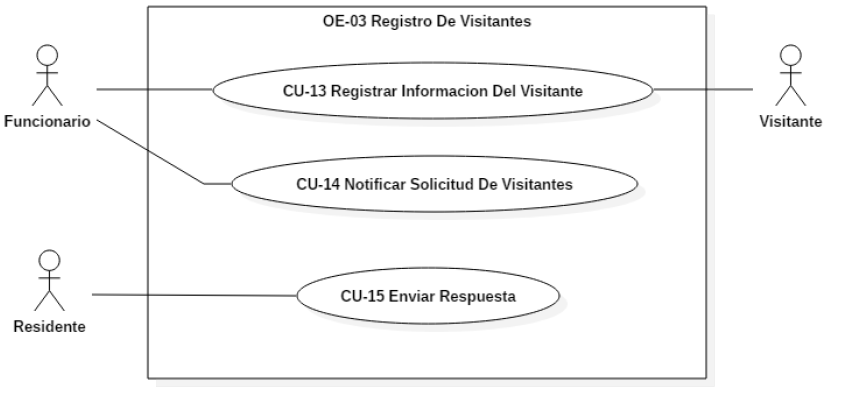 OE-03 Registro De Visitantes
CU-13 Registrar Informacion Del Visitante
Funcionario
Visitante
CU-14 Notificar Solicitud De Visitantes
CU-15 Enviar Respuesta
Residente